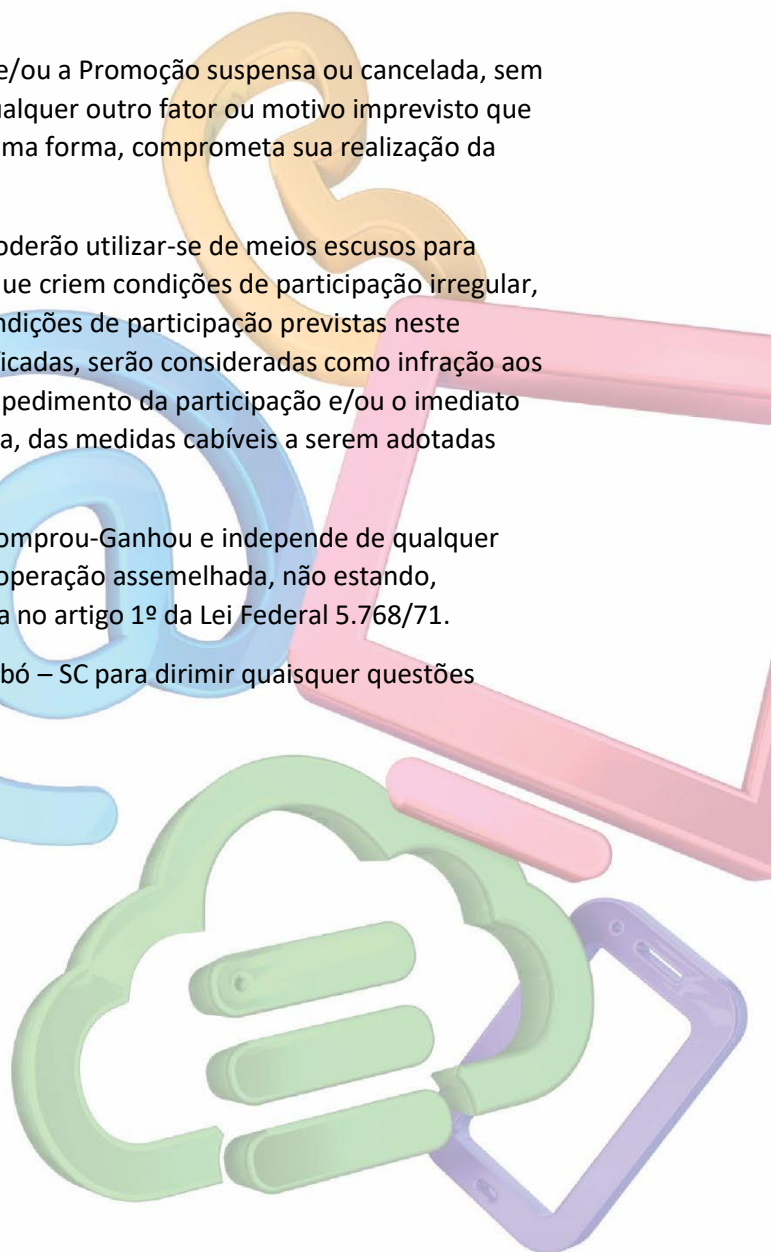 e/ou a Promoção suspensa ou cancelada, sem
qualquer outro fator ou motivo imprevisto que
ma forma, comprometa sua realização da
oderão utilizar-se de meios escusos para
ue criem condições de participação irregular,
ndições de participação previstas neste
ficadas, serão consideradas como infração aos
pedimento da participação e/ou o imediato
a, das medidas cabíveis a serem adotadas
omprou-Ganhou e independe de qualquer
operação assemelhada, não estando,
a no artigo 1º da Lei Federal 5.768/71.
bó – SC para dirimir quaisquer questões